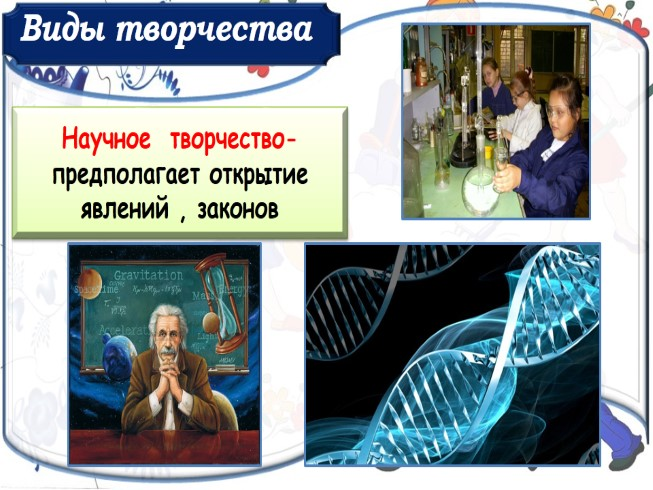 Виды творчества
Научное творчество-
предполагает открытие
явлений , законов
Gravitation